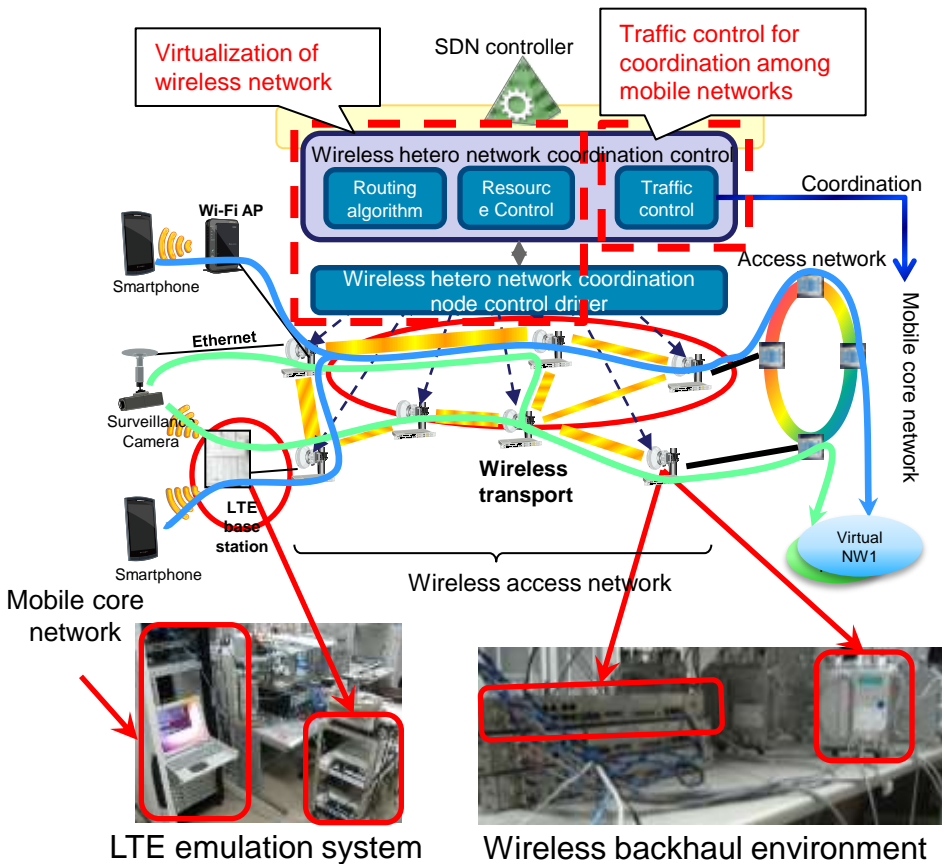 Virtualization of
wireless network
SDN controller
Traffic control for
coordination among
mobile networks
Wireless hetero network coordination control
Routing
algorithm
Resourc
e Control
Traffic
control
Coordination
Wi-Fi AP
Smartphone
Wireless hetero network coordination
node control driver
Access network
Mobile core network
Ethernet
Surveillance
Camera
Wireless
transport
LTE
base
station
Smartphone
Virtual
NW1
Wireless access network
Mobile core
network
LTE emulation system
Wireless backhaul environment